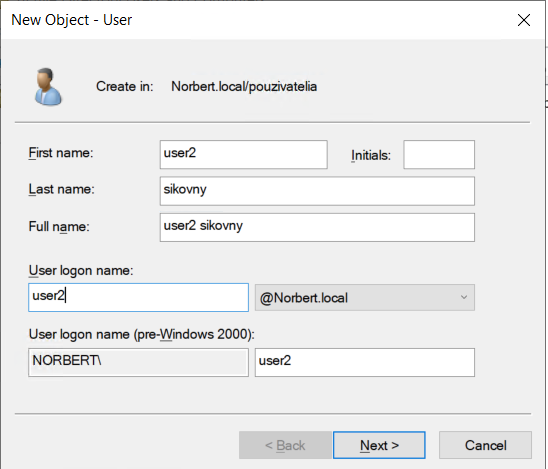 New Object - User
Create in: Norbert.local/pouzivatelia
First name: user2 Initials:
Last name: sikovny
Full name: user2 sikovny
User logon name:
user2 @Norbert.local
User logon name (pre-Windows 2000):
NORBERT\ user2
< Back Next > Cancel